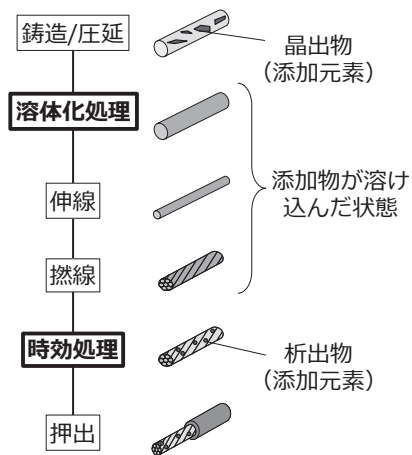 鋳造/圧延
晶出物
（添加元素）
溶体化処理
伸線
添加物が溶け
込んだ状態
撚線
時効処理
析出物
（添加元素）
押出